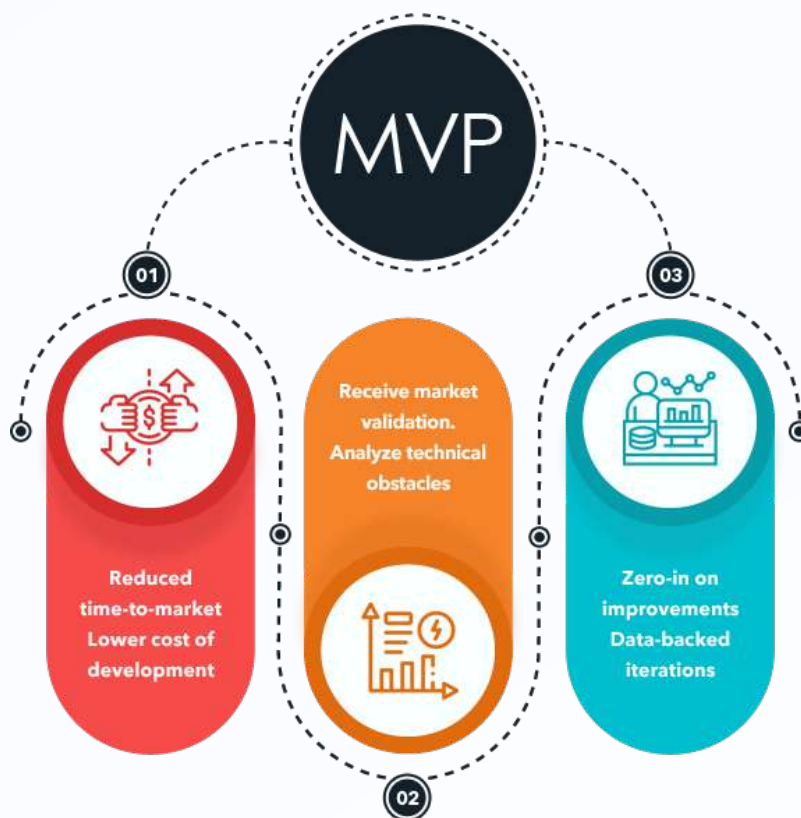 MVP
01
Reduced
time-to-market
Lower cost of
development
Receive market
validation.
Analyze technical
obstacles
02
03
Zero-in on
improvements
Data-backed
iterations